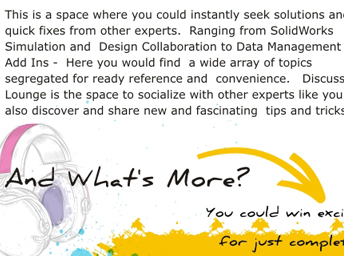 This is a space where you could instantly seek solutions and
quick fixes from other experts. Ranging from SolidWorks
Simulation and Design Collaboration to Data Management
Add Ins - Here you would find a wide array of topics
segregated for ready reference and convenience. Discuss
Lounge is the space to socialize with other experts like you
also discover and share new and fascinating tips and tricks
And What's More?
You could win exci
for just complet